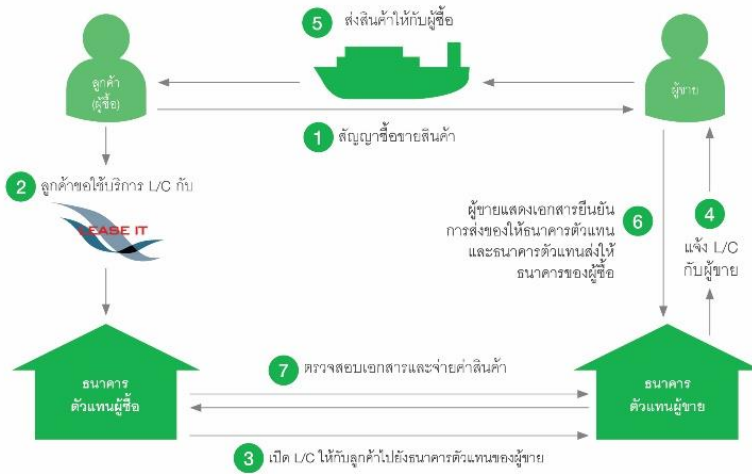 5 ส่งสินค้าให้กับผู้ซื้อ
ลูกค้า
(ผู้ซื้อ)
ผู้ขาย
1 สัญญาซื้อขายสินค้า
2 ลูกค้าขอใช้บริการ L/C กับ
LEASE IT
ผู้ขายแสดงเอกสารยืนยัน
การส่งของให้ธนาคารตัวแทน
และธนาคารตัวแทนส่งให้
ธนาคารของผู้ซื้อ
6
4
แจ้ง L/C
กับผู้ขาย
7 ตรวจสอบเอกสารและจ่ายค่าสินค้า
ธนาคาร
ตัวแทนผู้ซื้อ
ธนาคาร
ตัวแทนผู้ขาย
3 เปิด L/C ให้กับลูกค้าไปยังธนาคารตัวแทนของผู้ขาย